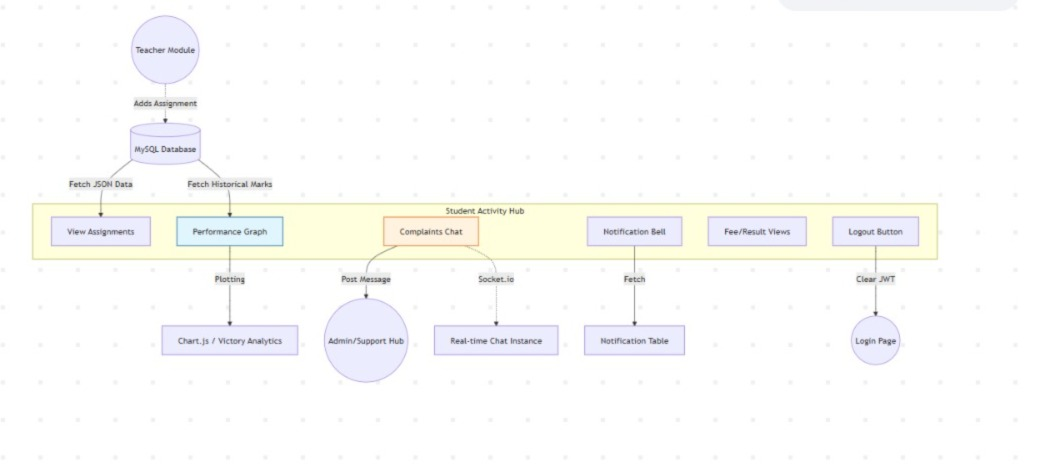 Teacher Module
Adds Assignment
MySQL Database
Fetch JSON Data
Fetch Historical Marks
Student Activity Hub
View Assignments
Performance Graph
Complaints Chat
Notification Bell
Fee/Result Views
Logout Button
Plotting
Post Message
Socket.io
Fetch
Clear JWT
Chart.js / Victory Analytics
Admin/Support Hub
Real-time Chat Instance
Notification Table
Login Page